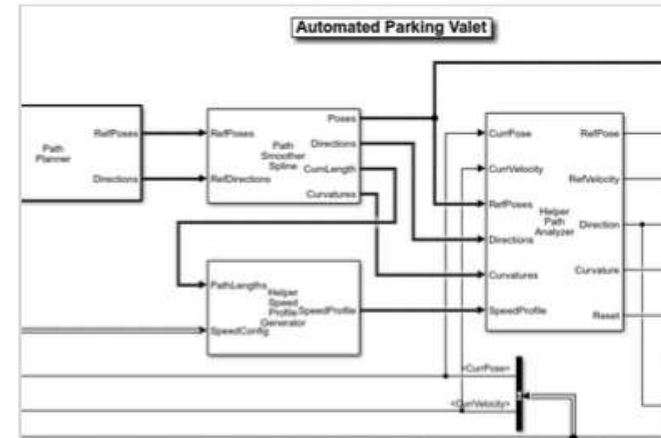 Automated Parking Valet
Path
Planner
RefPoses
Directions
RefPoses
RefDirections
Path
Smoother
Spline
Poses
Directions
CumLength
Curvatures
PathLengths
SpeedConfig
Helper
Speed
Profile
Generator
SpeedProfile
CurrPose
CurrVelocity
RefPoses
Directions
Curvatures
SpeedProfile
Helper
Path
Analyzer
RefPose
RefVelocity
Direction
Curvature
Reset
<CurrPose>
<CurrVelocity>